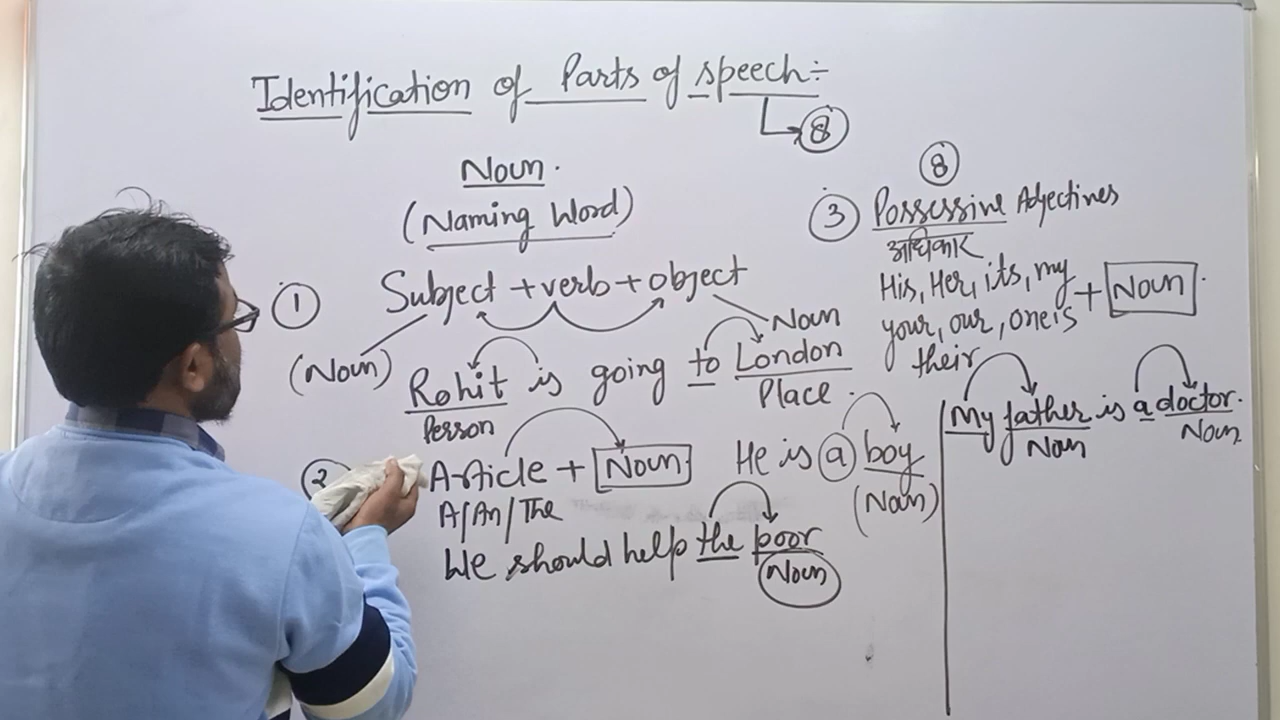 Identification of Parts of speech:-
8
Noun.
(Naming Word)
1 Subject + verb + object
(Noun)
Noun
Rohit is going to London
Person
Place.
2 Article + Noun
A/An/The
He is a boy
(Noun)
We should help the poor
Noun
8
3 Possessive Adjectives
अधिकार
His, Her, its, my
your, our, one's
their
+ Noun.
My father is a doctor.
Noun
Noun